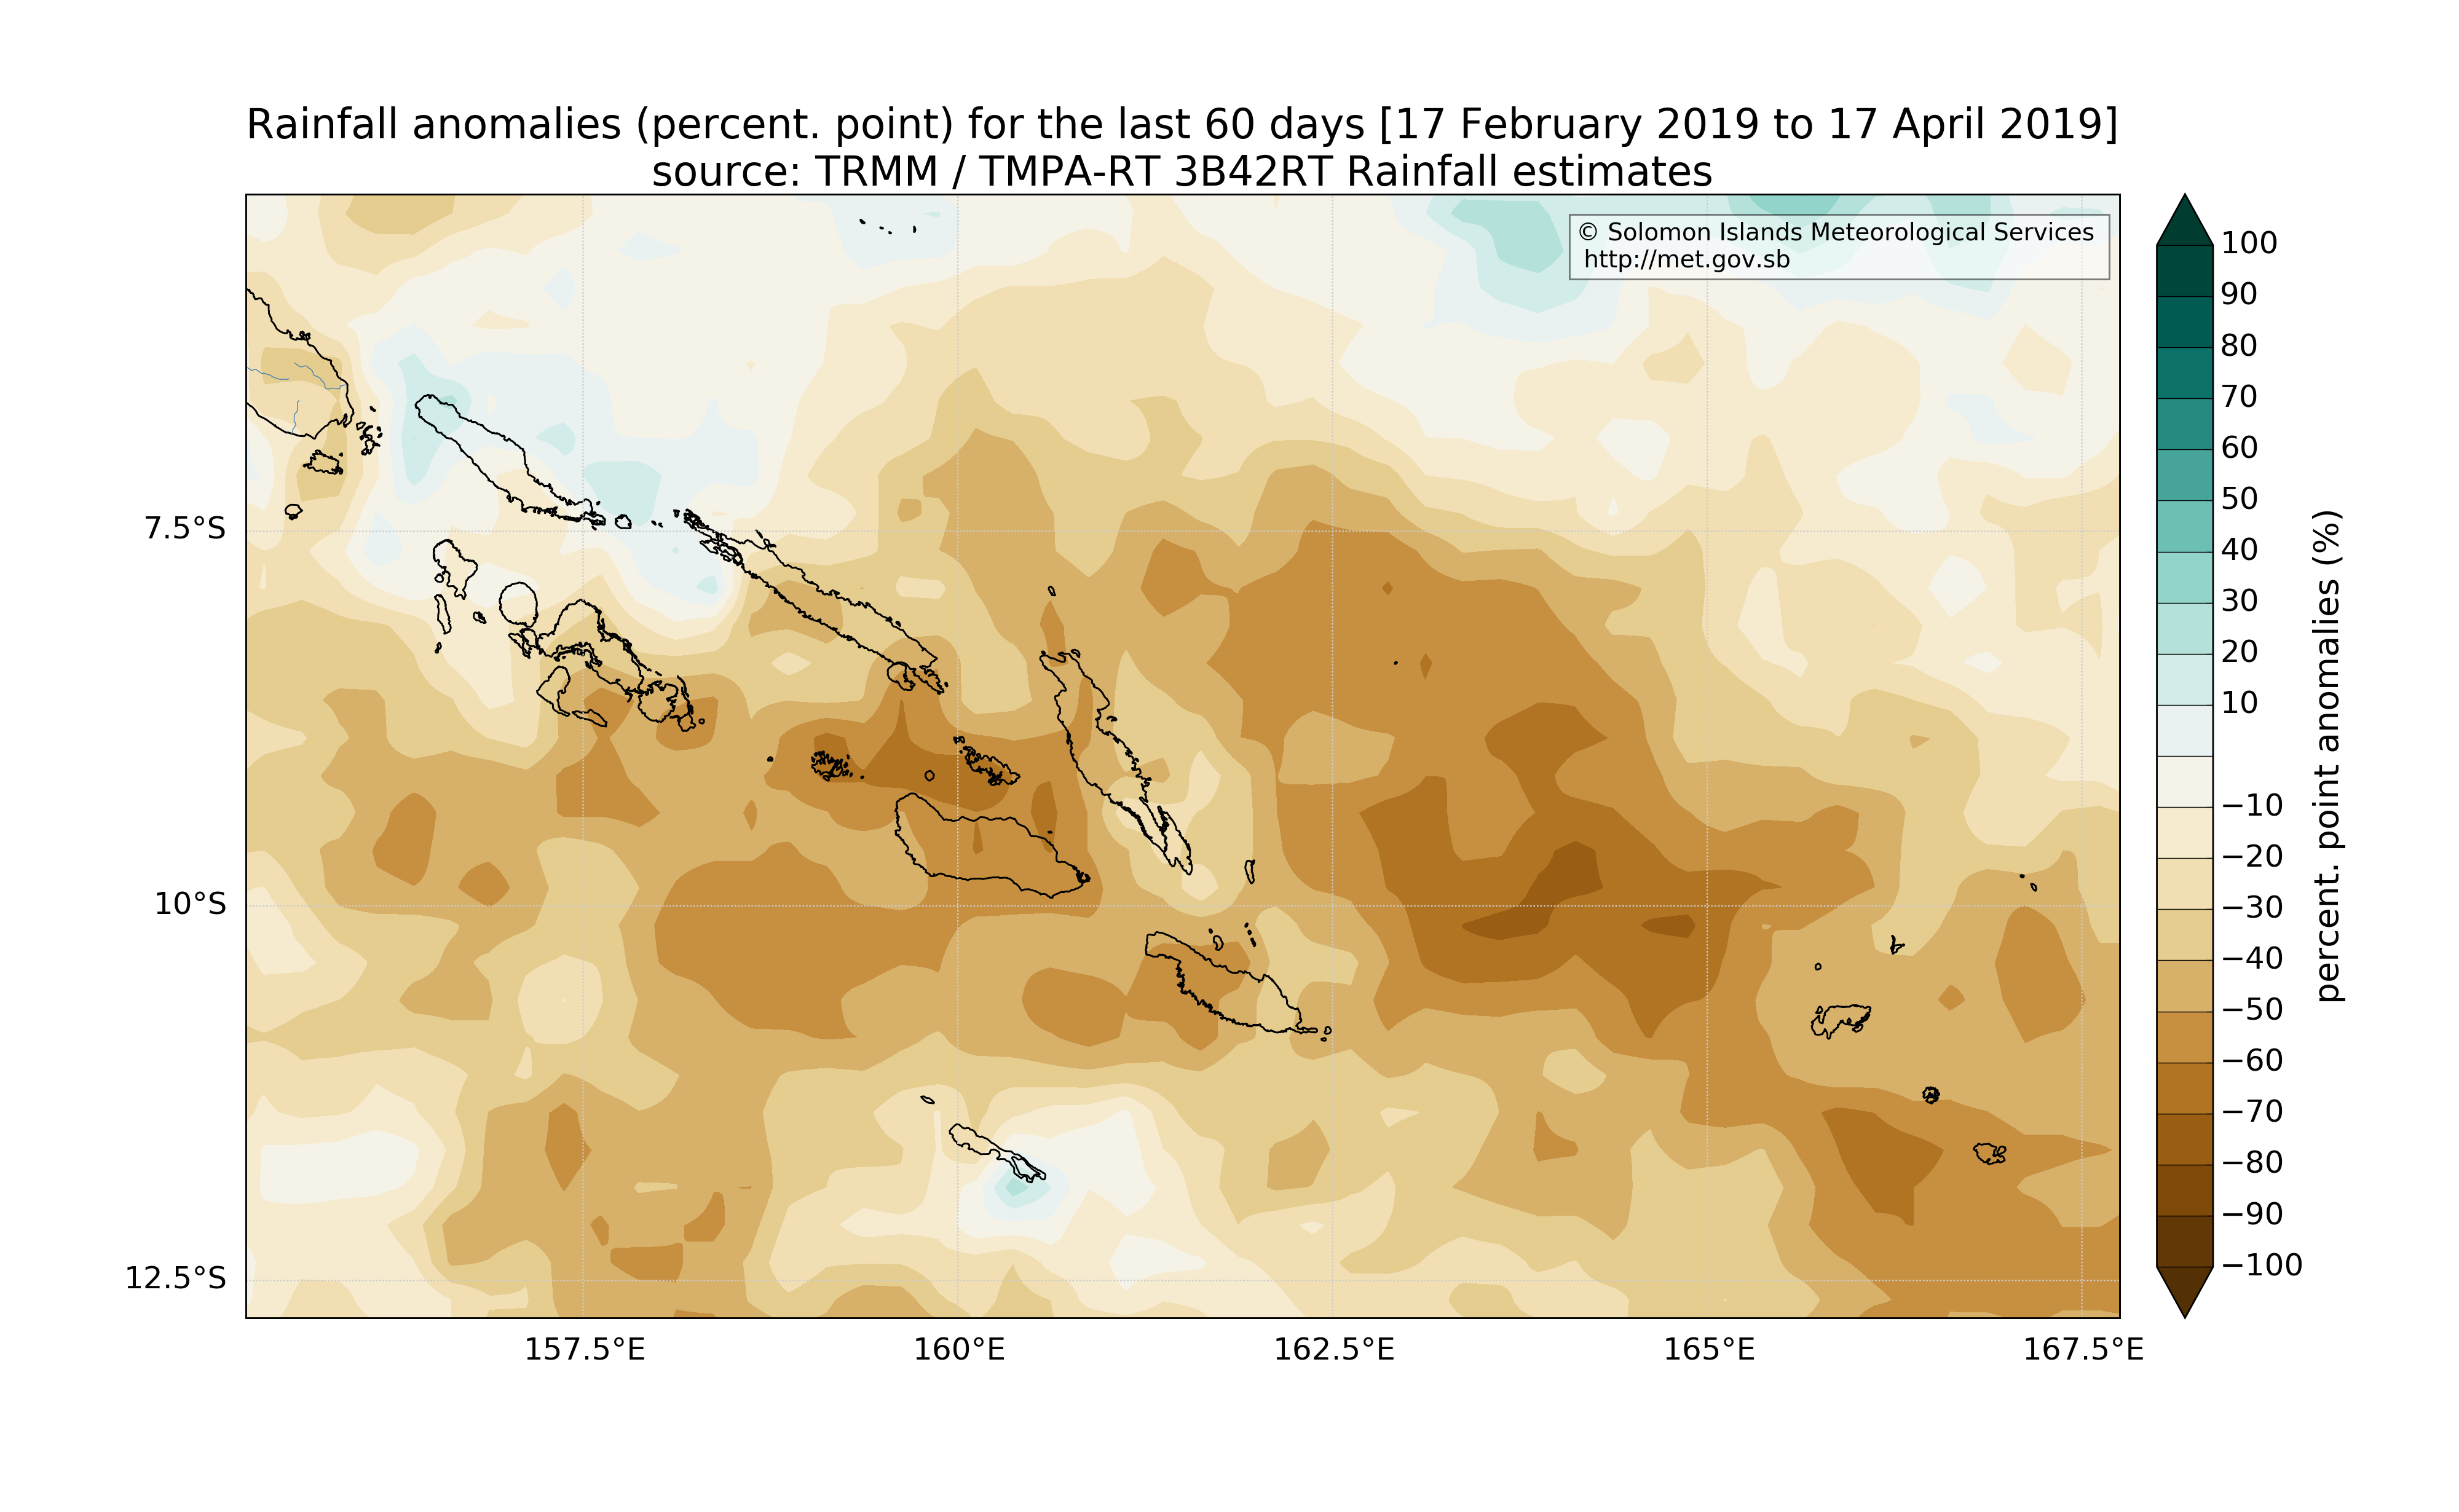 Rainfall anomalies (percent. point) for the last 60 days [17 February 2019 to 17 April 2019]
source: TRMM / TMPA-RT 3B42RT Rainfall estimates
© Solomon Islands Meteorological Services
http://met.gov.sb
7.5°S
10°S
12.5°S
157.5°E
160°E
162.5°E
165°E
167.5°E
100
90
80
70
60
50
40
30
20
10
−10
−20
−30
−40
−50
−60
−70
−80
−90
−100
percent. point anomalies (%)